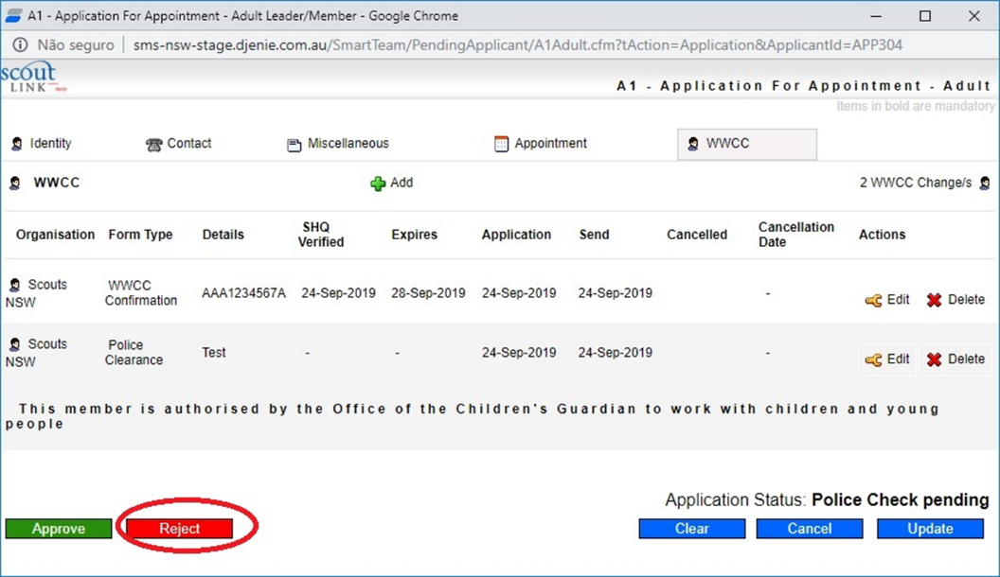 A1 - Application For Appointment - Adult Leader/Member - Google Chrome
Não seguro | sms-nsw-stage.djenie.com.au/SmartTeam/PendingApplicant/A1Adult.cfm?tAction=Application&ApplicantId=APP304
scout
LINK
A1 - Application For Appointment - Adult
Items in bold are mandatory
Identity Contact Miscellaneous Appointment WWCC
WWCC Add 2 WWCC Change/s
Organisation Form Type Details SHQ Verified Expires Application Send Cancelled Cancellation Date Actions
Scouts NSW WWCC Confirmation AAA1234567A 24-Sep-2019 28-Sep-2019 24-Sep-2019 24-Sep-2019 - Edit Delete
Scouts NSW Police Clearance Test - - 24-Sep-2019 24-Sep-2019 - Edit Delete
This member is authorised by the Office of the Children's Guardian to work with children and young
people
Application Status: Police Check pending
Approve Reject Clear Cancel Update